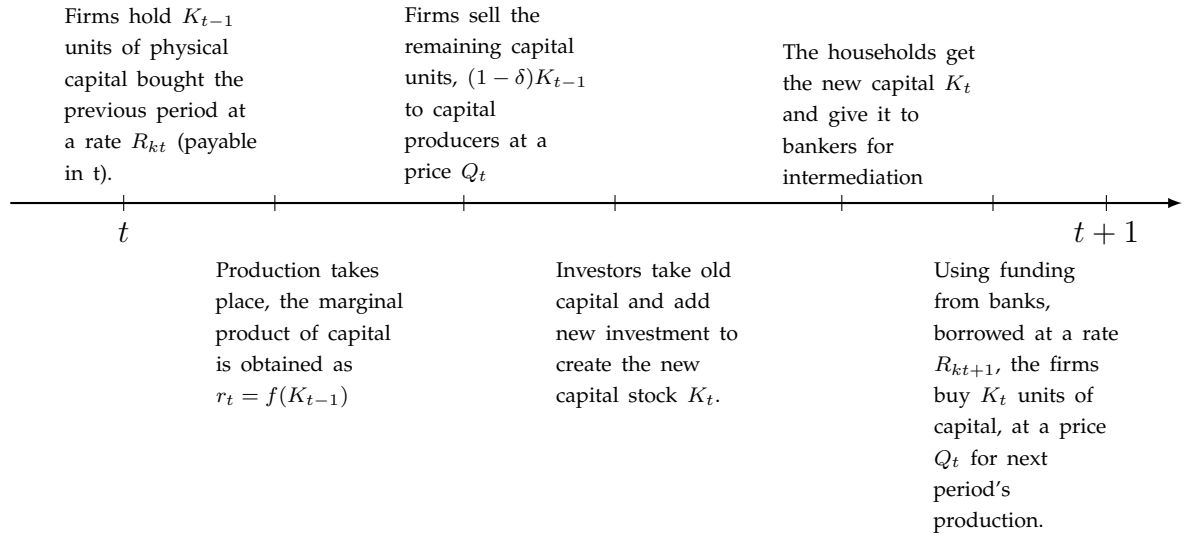 Firms hold $K_{t-1}$
units of physical
capital bought the
previous period at
a rate $R_{kt}$ (payable
in t).
Firms sell the
remaining capital
units, $(1 - \delta)K_{t-1}$
to capital
producers at a
price $Q_t$
The households get
the new capital $K_t$
and give it to
bankers for
intermediation
$t$
$t + 1$
Production takes
place, the marginal
product of capital
is obtained as
$r_t = f(K_{t-1})$
Investors take old
capital and add
new investment to
create the new
capital stock $K_t$.
Using funding
from banks,
borrowed at a rate
$R_{kt+1}$, the firms
buy $K_t$ units of
capital, at a price
$Q_t$ for next
period's
production.